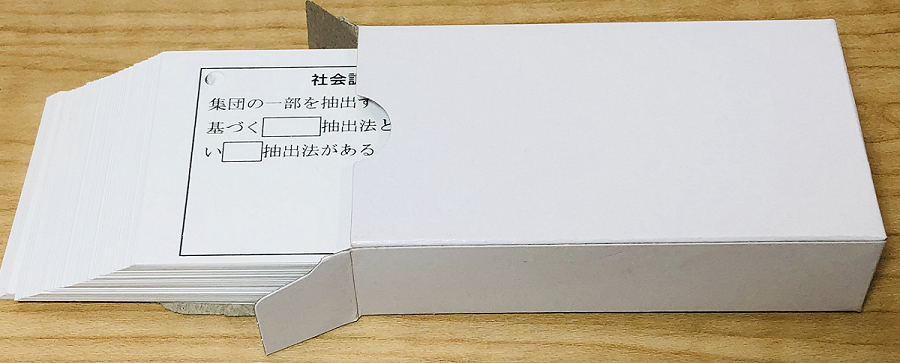 社会調
集団の一部を抽出す
基づく 抽出法と
い 抽出法がある